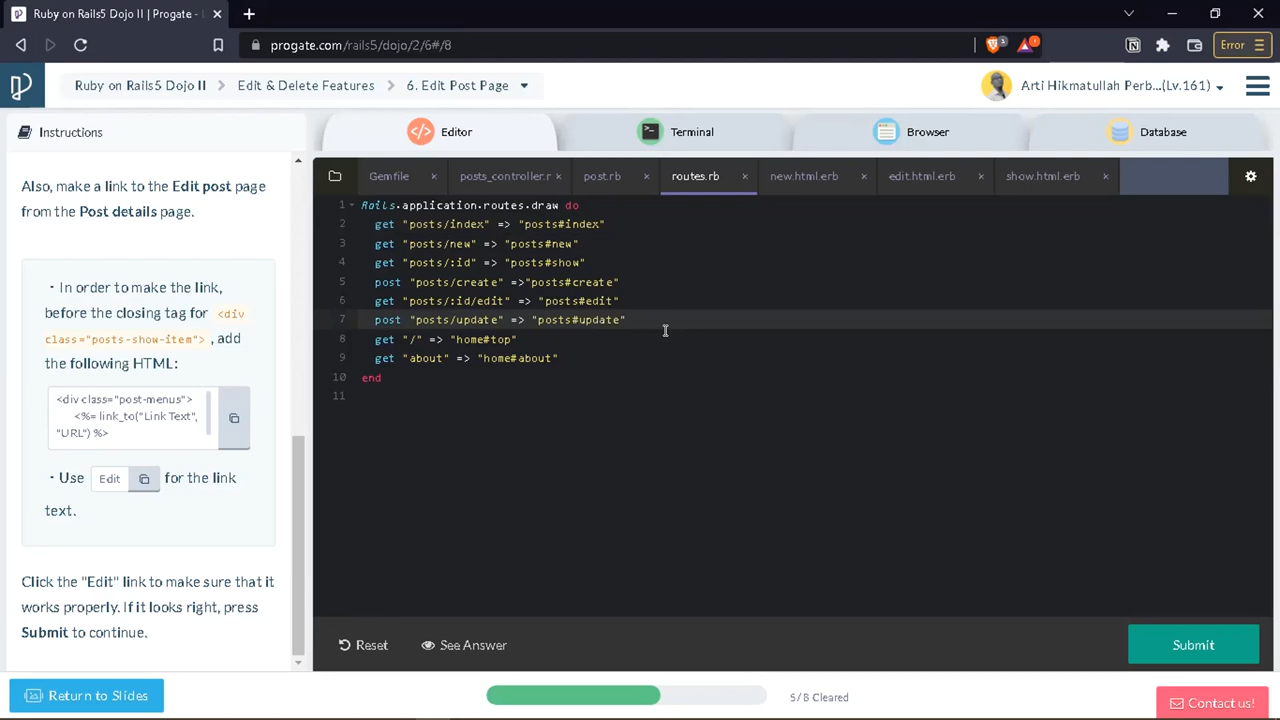 Ruby on Rails5 Dojo II | Progate -
progate.com/rails5/dojo/2/6#/8
Error
Ruby on Rails5 Dojo II
Edit & Delete Features
6. Edit Post Page
Arti Hikmatullah Perb...(Lv.161)
Instructions
Editor
Terminal
Browser
Database
Also, make a link to the Edit post page
from the Post details page.
・In order to make the link,
before the closing tag for <div
class="posts-show-item">, add
the following HTML:
<div class="post-menus">
<%= link_to("Link Text",
"URL") %>
・Use Edit for the link
text.
Click the "Edit" link to make sure that it
works properly. If it looks right, press
Submit to continue.
Gemfile
posts_controller.r
post.rb
routes.rb
new.html.erb
edit.html.erb
show.html.erb
1 Rails.application.routes.draw do
2 get "posts/index" => "posts#index"
3 get "posts/new" => "posts#new"
4 get "posts/:id" => "posts#show"
5 post "posts/create" =>"posts#create"
6 get "posts/:id/edit" => "posts#edit"
7 post "posts/update" => "posts#update"
8 get "/" => "home#top"
9 get "about" => "home#about"
10 end
11
Reset
See Answer
Submit
Return to Slides
5/8 Cleared
Contact us!